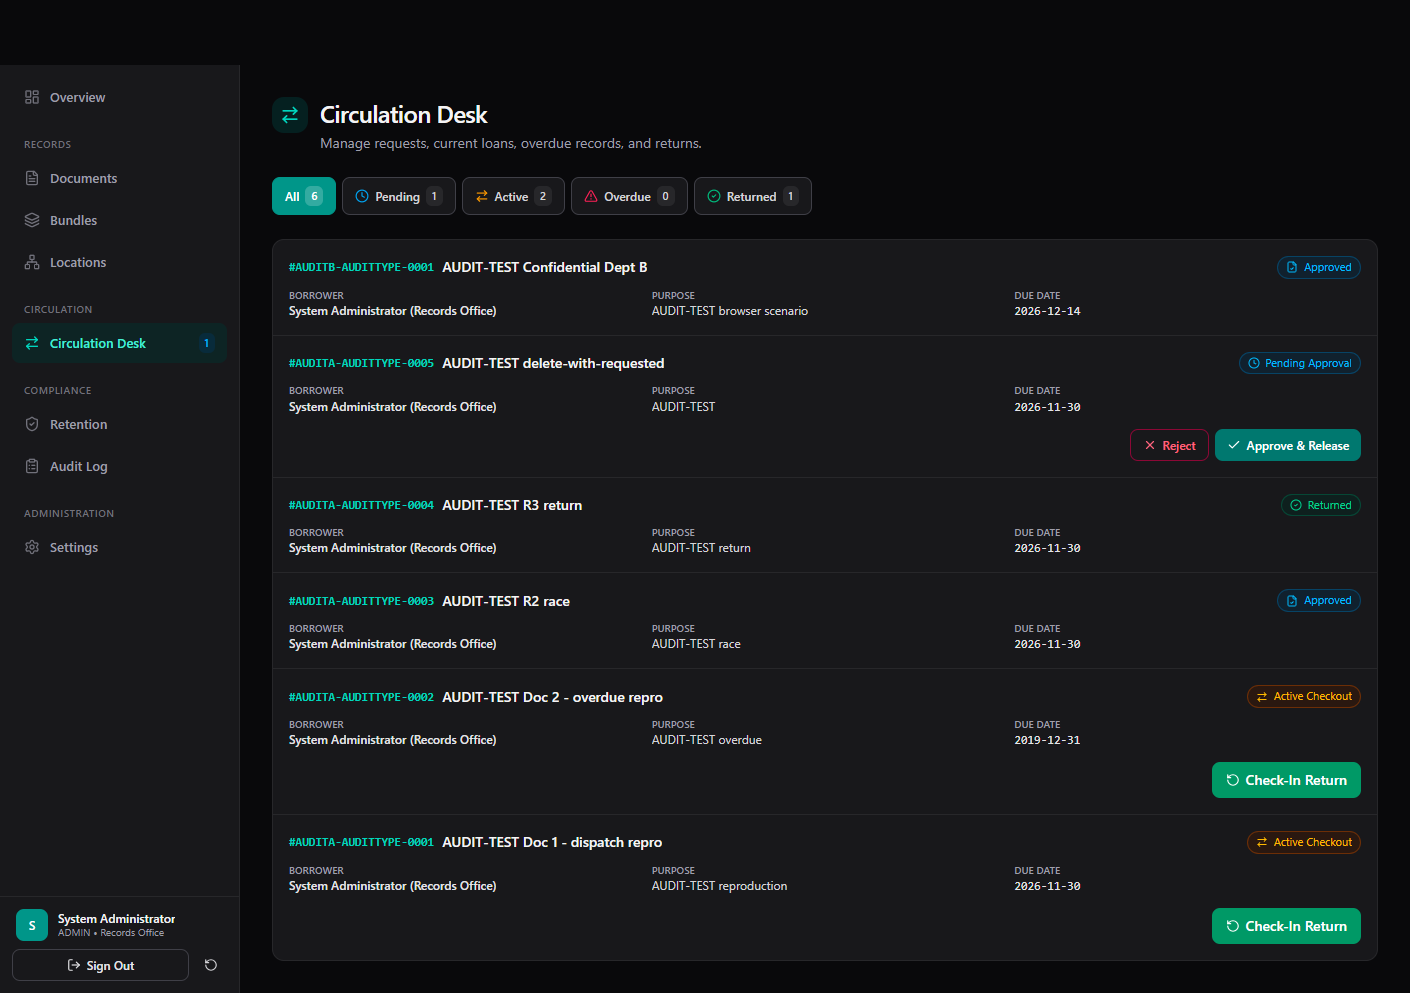 Overview
RECORDS
Documents
Bundles
Locations
CIRCULATION
Circulation Desk 1
COMPLIANCE
Retention
Audit Log
ADMINISTRATION
Settings
S
System Administrator
ADMIN • Records Office
Sign Out
Circulation Desk
Manage requests, current loans, overdue records, and returns.
All 6 Pending 1 Active 2 Overdue 0 Returned 1
#AUDITB-AUDITTYPE-0001 AUDIT-TEST Confidential Dept B Approved
BORROWER PURPOSE DUE DATE
System Administrator (Records Office) AUDIT-TEST browser scenario 2026-12-14
#AUDITA-AUDITTYPE-0005 AUDIT-TEST delete-with-requested Pending Approval
BORROWER PURPOSE DUE DATE
System Administrator (Records Office) AUDIT-TEST 2026-11-30
Reject Approve & Release
#AUDITA-AUDITTYPE-0004 AUDIT-TEST R3 return Returned
BORROWER PURPOSE DUE DATE
System Administrator (Records Office) AUDIT-TEST return 2026-11-30
#AUDITA-AUDITTYPE-0003 AUDIT-TEST R2 race Approved
BORROWER PURPOSE DUE DATE
System Administrator (Records Office) AUDIT-TEST race 2026-11-30
#AUDITA-AUDITTYPE-0002 AUDIT-TEST Doc 2 - overdue repro Active Checkout
BORROWER PURPOSE DUE DATE
System Administrator (Records Office) AUDIT-TEST overdue 2019-12-31
Check-In Return
#AUDITA-AUDITTYPE-0001 AUDIT-TEST Doc 1 - dispatch repro Active Checkout
BORROWER PURPOSE DUE DATE
System Administrator (Records Office) AUDIT-TEST reproduction 2026-11-30
Check-In Return